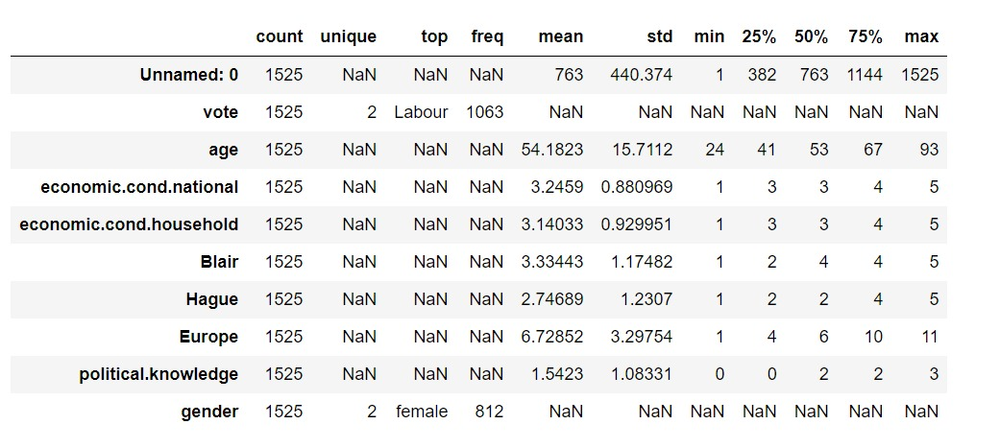 count unique top freq mean std min 25% 50% 75% max
Unnamed: 0 1525 NaN NaN NaN 763 440.374 1 382 763 1144 1525
vote 1525 2 Labour 1063 NaN NaN NaN NaN NaN NaN NaN
age 1525 NaN NaN NaN 54.1823 15.7112 24 41 53 67 93
economic.cond.national 1525 NaN NaN NaN 3.2459 0.880969 1 3 3 4 5
economic.cond.household 1525 NaN NaN NaN 3.14033 0.929951 1 3 3 4 5
Blair 1525 NaN NaN NaN 3.33443 1.17482 1 2 4 4 5
Hague 1525 NaN NaN NaN 2.74689 1.2307 1 2 2 4 5
Europe 1525 NaN NaN NaN 6.72852 3.29754 1 4 6 10 11
political.knowledge 1525 NaN NaN NaN 1.5423 1.08331 0 0 2 2 3
gender 1525 2 female 812 NaN NaN NaN NaN NaN NaN NaN